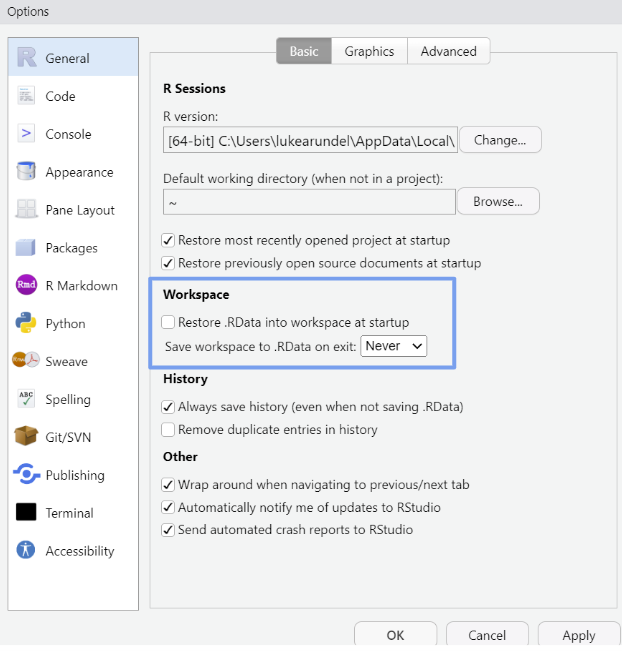 Options
General
Code
Console
Appearance
Pane Layout
Packages
R Markdown
Python
Sweave
Spelling
Git/SVN
Publishing
Terminal
Accessibility
Basic Graphics Advanced
R Sessions
R version:
[64-bit] C:\Users\lukearundel\AppData\Local\ Change...
Default working directory (when not in a project):
~ Browse...
Restore most recently opened project at startup
Restore previously open source documents at startup
Workspace
Restore .RData into workspace at startup
Save workspace to .RData on exit: Never
History
Always save history (even when not saving .RData)
Remove duplicate entries in history
Other
Wrap around when navigating to previous/next tab
Automatically notify me of updates to RStudio
Send automated crash reports to RStudio
OK Cancel Apply